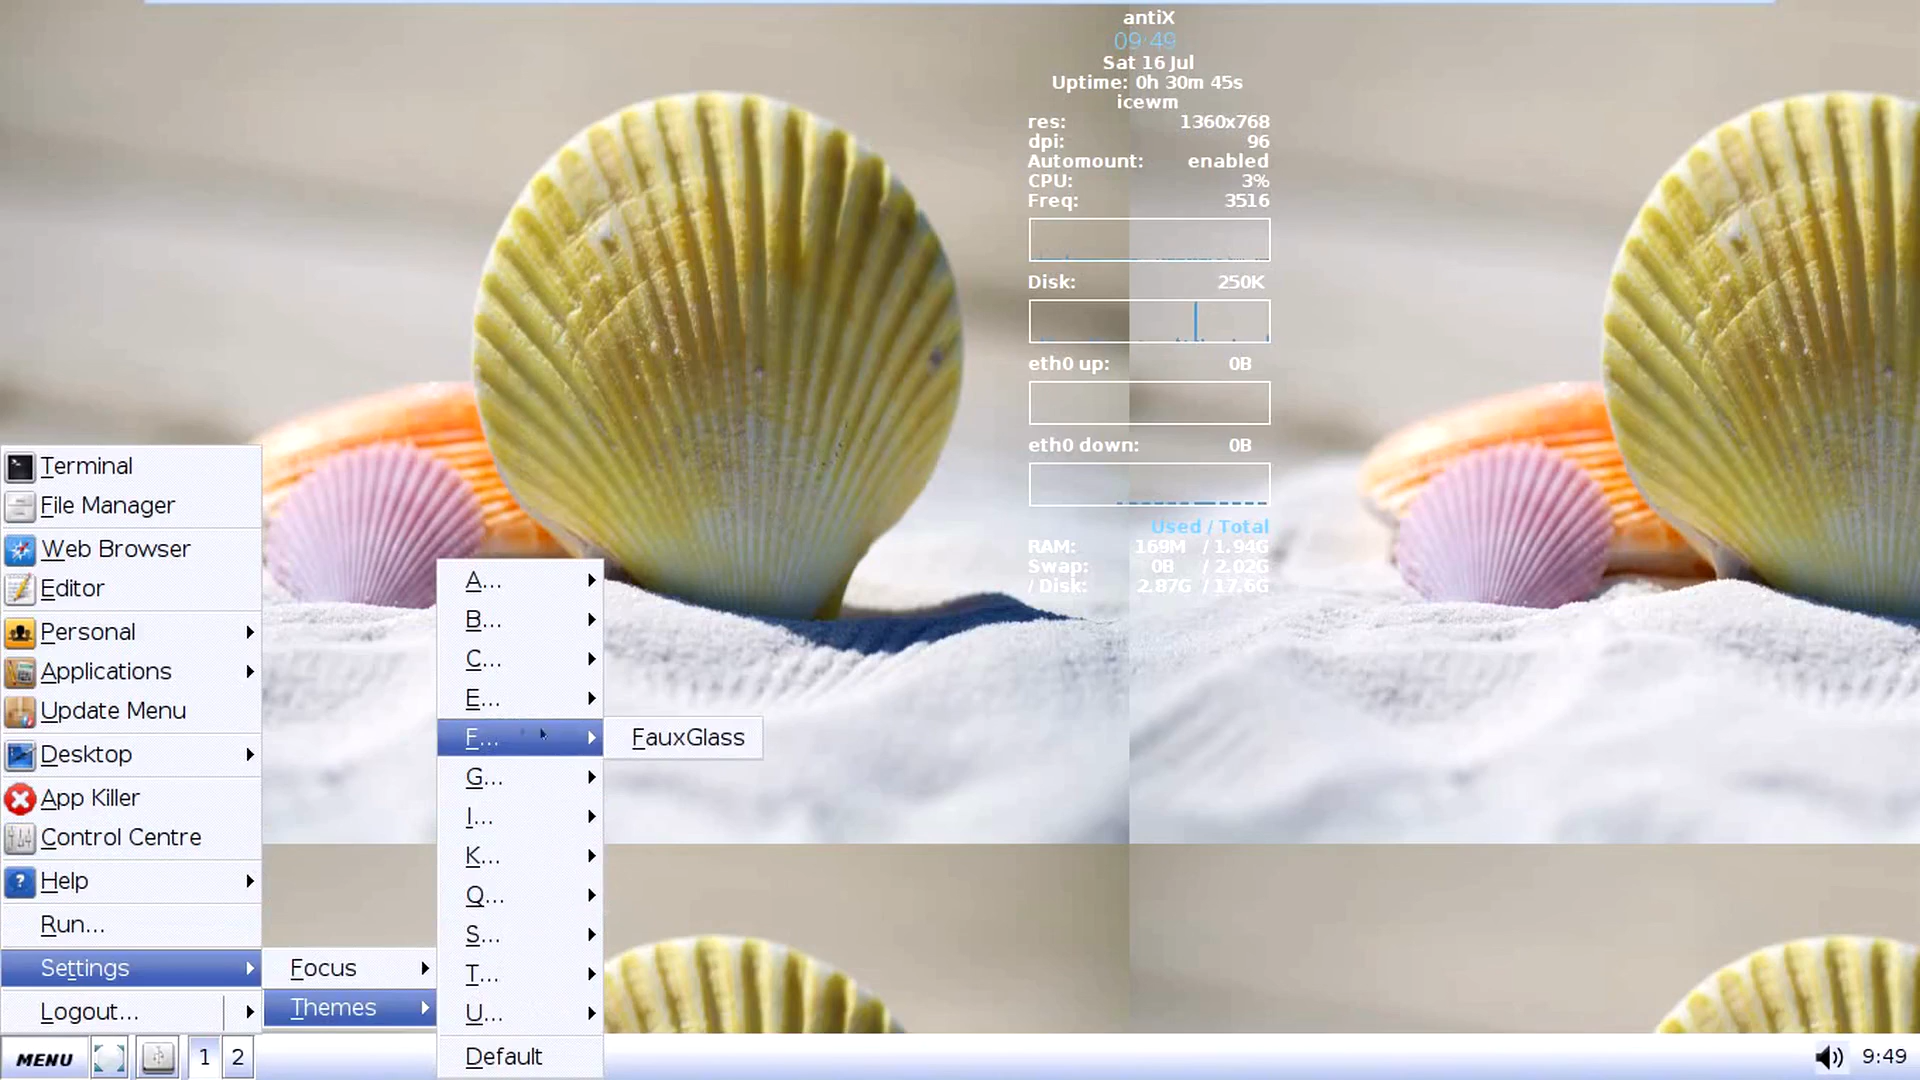 antiX
09:49
Sat 16 Jul
Uptime: 0h 30m 45s
icewm
res: 1360x768
dpi: 96
Automount: enabled
CPU: 3%
Freq: 3516
Disk: 250K
eth0 up: 0B
eth0 down: 0B
Used / Total
RAM: 169M / 1.94G
Swap: 0B / 2.02G
/ Disk: 2.87G / 17.6G
Terminal
File Manager
Web Browser
Editor
Personal
Applications
Update Menu
Desktop
App Killer
Control Centre
Help
Run...
Settings
Logout...
Focus
Themes
A...
B...
C...
E...
F...
G...
I...
K...
Q...
S...
T...
U...
Default
FauxGlass
MENU
1
2
9:49